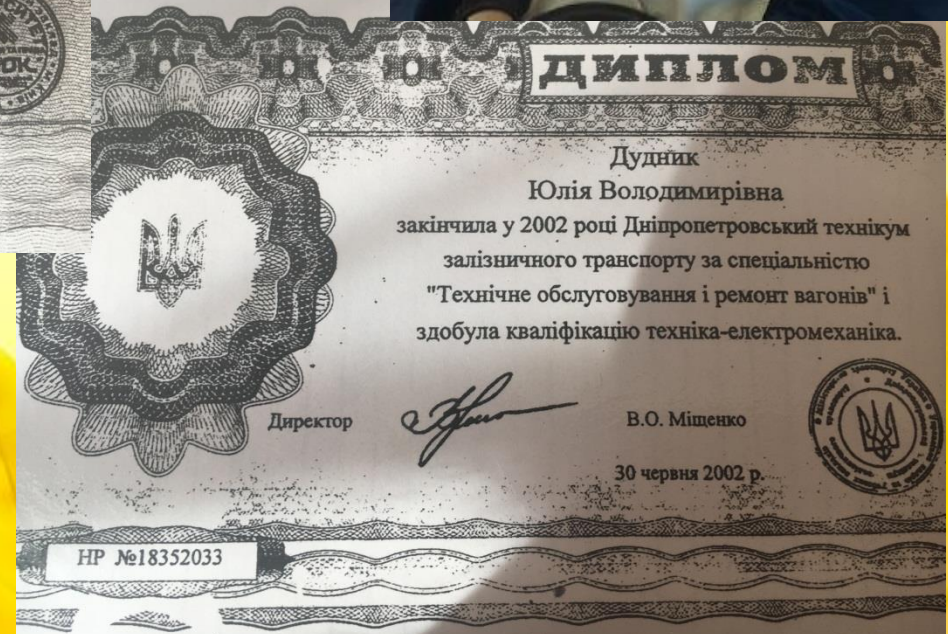 ДИПЛОМ
Дудник
Юлія Володимирівна
закінчила у 2002 році Дніпропетровський технікум
залізничного транспорту за спеціальністю
"Технічне обслуговування і ремонт вагонів" і
здобула кваліфікацію техніка-електромеханіка.
Директор В.О. Міщенко
30 червня 2002 р.
НР №18352033